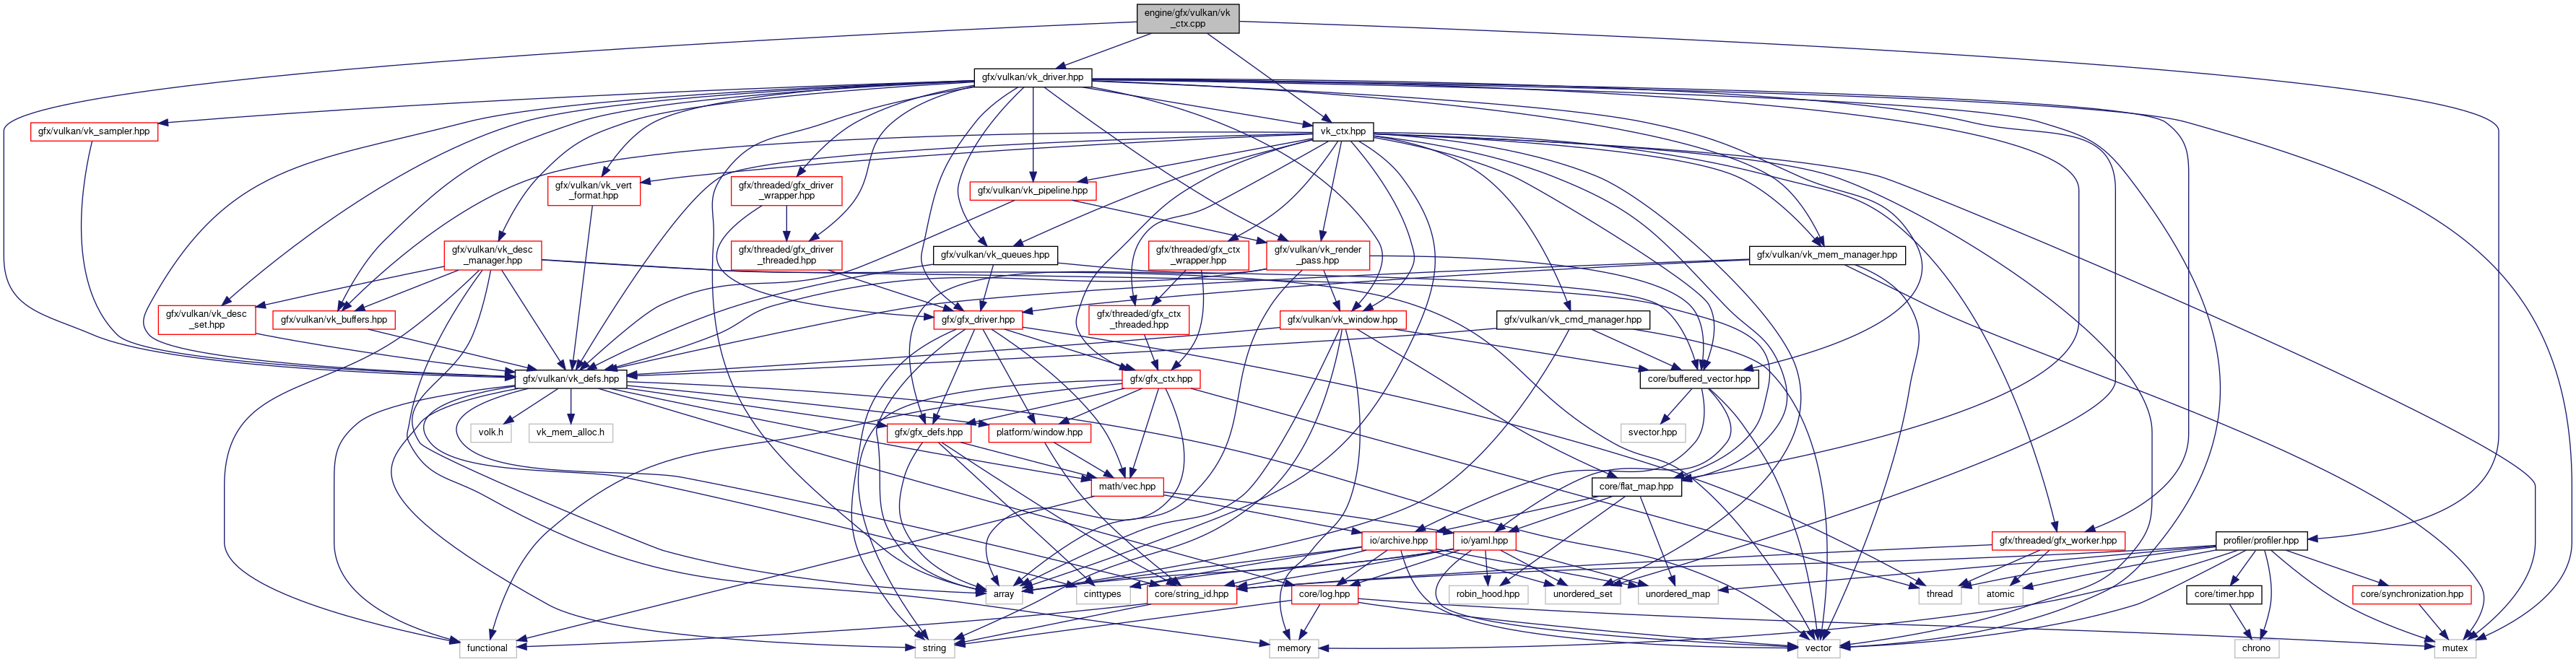 engine/gfx/vulkan/vk
_ctx.cpp
gfx/vulkan/vk_driver.hpp
gfx/vulkan/vk_sampler.hpp
vk_ctx.hpp
gfx/vulkan/vk_vert
_format.hpp
gfx/threaded/gfx_driver
_wrapper.hpp
gfx/vulkan/vk_pipeline.hpp
gfx/vulkan/vk_desc
_manager.hpp
gfx/threaded/gfx_driver
_threaded.hpp
gfx/vulkan/vk_queues.hpp
gfx/threaded/gfx_ctx
_wrapper.hpp
gfx/vulkan/vk_render
_pass.hpp
gfx/vulkan/vk_mem_manager.hpp
gfx/vulkan/vk_desc
_set.hpp
gfx/vulkan/vk_buffers.hpp
gfx/gfx_driver.hpp
gfx/threaded/gfx_ctx
_threaded.hpp
gfx/vulkan/vk_window.hpp
gfx/vulkan/vk_cmd_manager.hpp
gfx/vulkan/vk_defs.hpp
gfx/gfx_ctx.hpp
core/buffered_vector.hpp
volk.h
vk_mem_alloc.h
gfx/gfx_defs.hpp
platform/window.hpp
svector.hpp
math/vec.hpp
core/flat_map.hpp
io/archive.hpp
io/yaml.hpp
gfx/threaded/gfx_worker.hpp
profiler/profiler.hpp
array
cinttypes
core/string_id.hpp
core/log.hpp
robin_hood.hpp
unordered_set
unordered_map
thread
atomic
core/timer.hpp
core/synchronization.hpp
functional
string
memory
vector
chrono
mutex